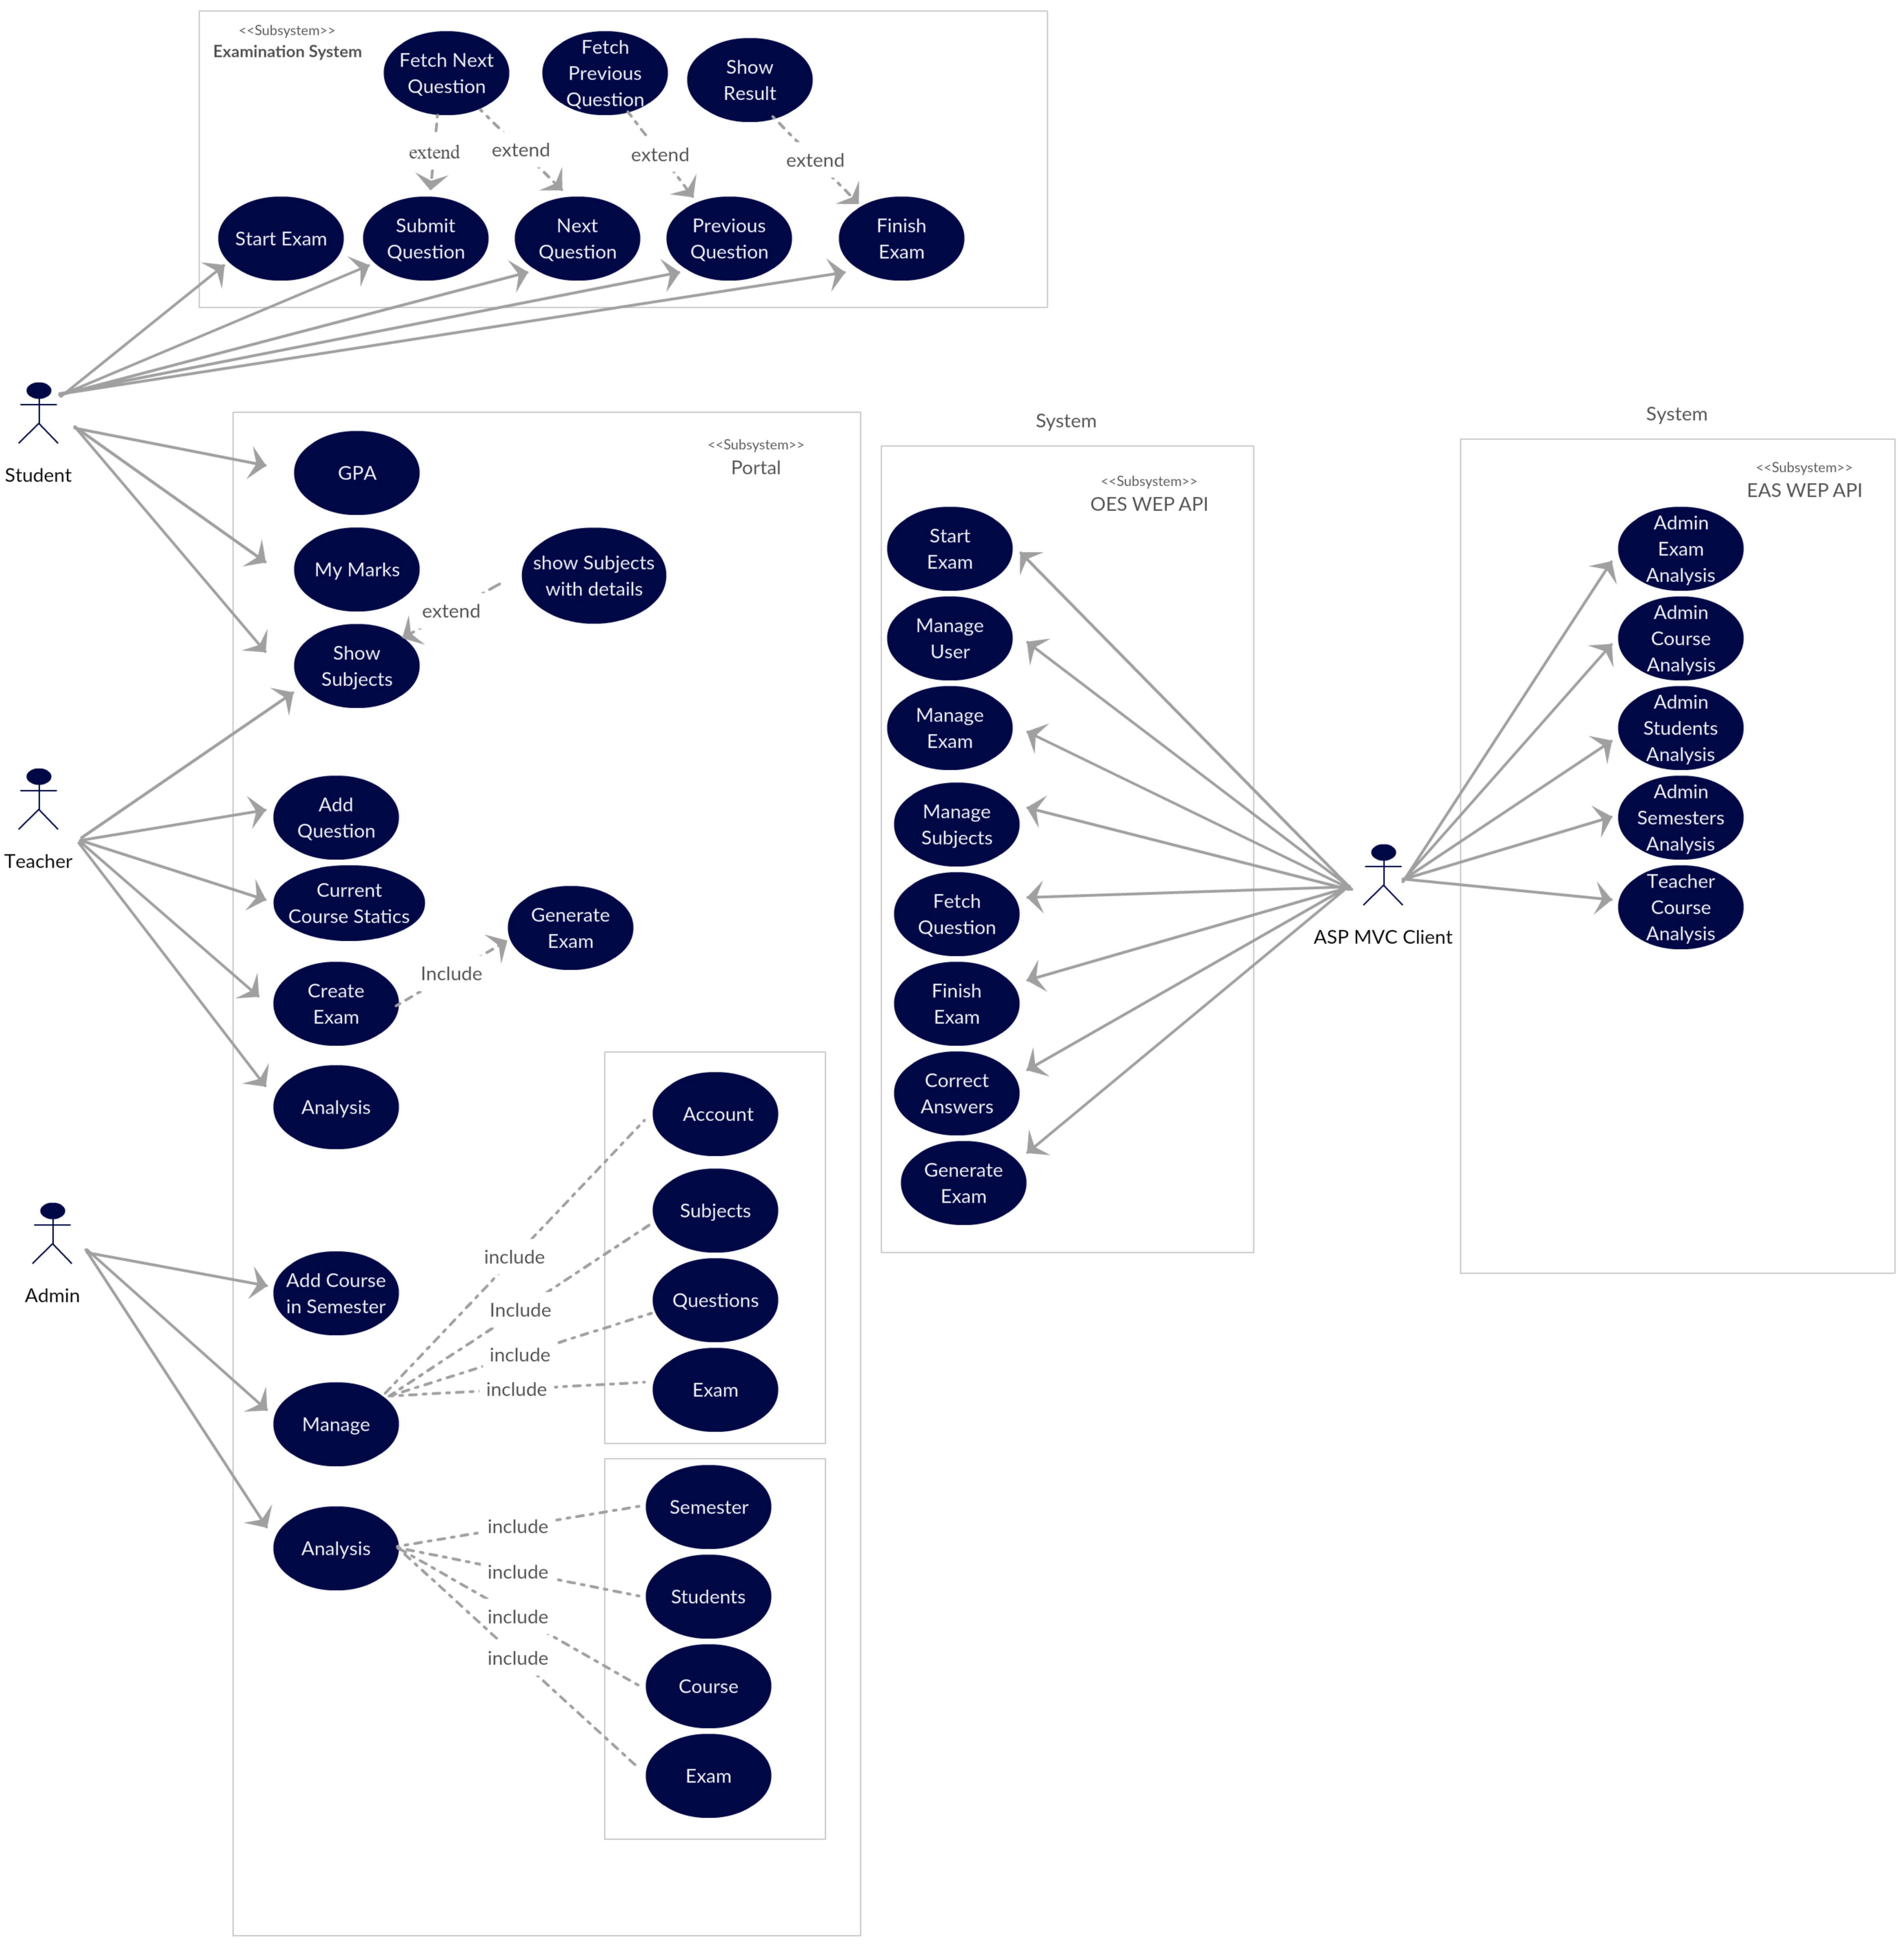 <<Subsystem>>
Examination System
Fetch Next
Question
Fetch
Previous
Question
Show
Result
extend
extend
extend
extend
Start Exam
Submit
Question
Next
Question
Previous
Question
Finish
Exam
Student
<<Subsystem>>
Portal
GPA
My Marks
show Subjects
with details
extend
Show
Subjects
Teacher
Add
Question
Current
Course Statics
Generate
Exam
Include
Create
Exam
Analysis
Admin
Account
Subjects
Questions
Exam
include
Include
include
include
Add Course
in Semester
Manage
Analysis
include
include
include
include
Semester
Students
Course
Exam
System
<<Subsystem>>
OES WEP API
Start
Exam
Manage
User
Manage
Exam
Manage
Subjects
Fetch
Question
Finish
Exam
Correct
Answers
Generate
Exam
ASP MVC Client
System
<<Subsystem>>
EAS WEP API
Admin
Exam
Analysis
Admin
Course
Analysis
Admin
Students
Analysis
Admin
Semesters
Analysis
Teacher
Course
Analysis